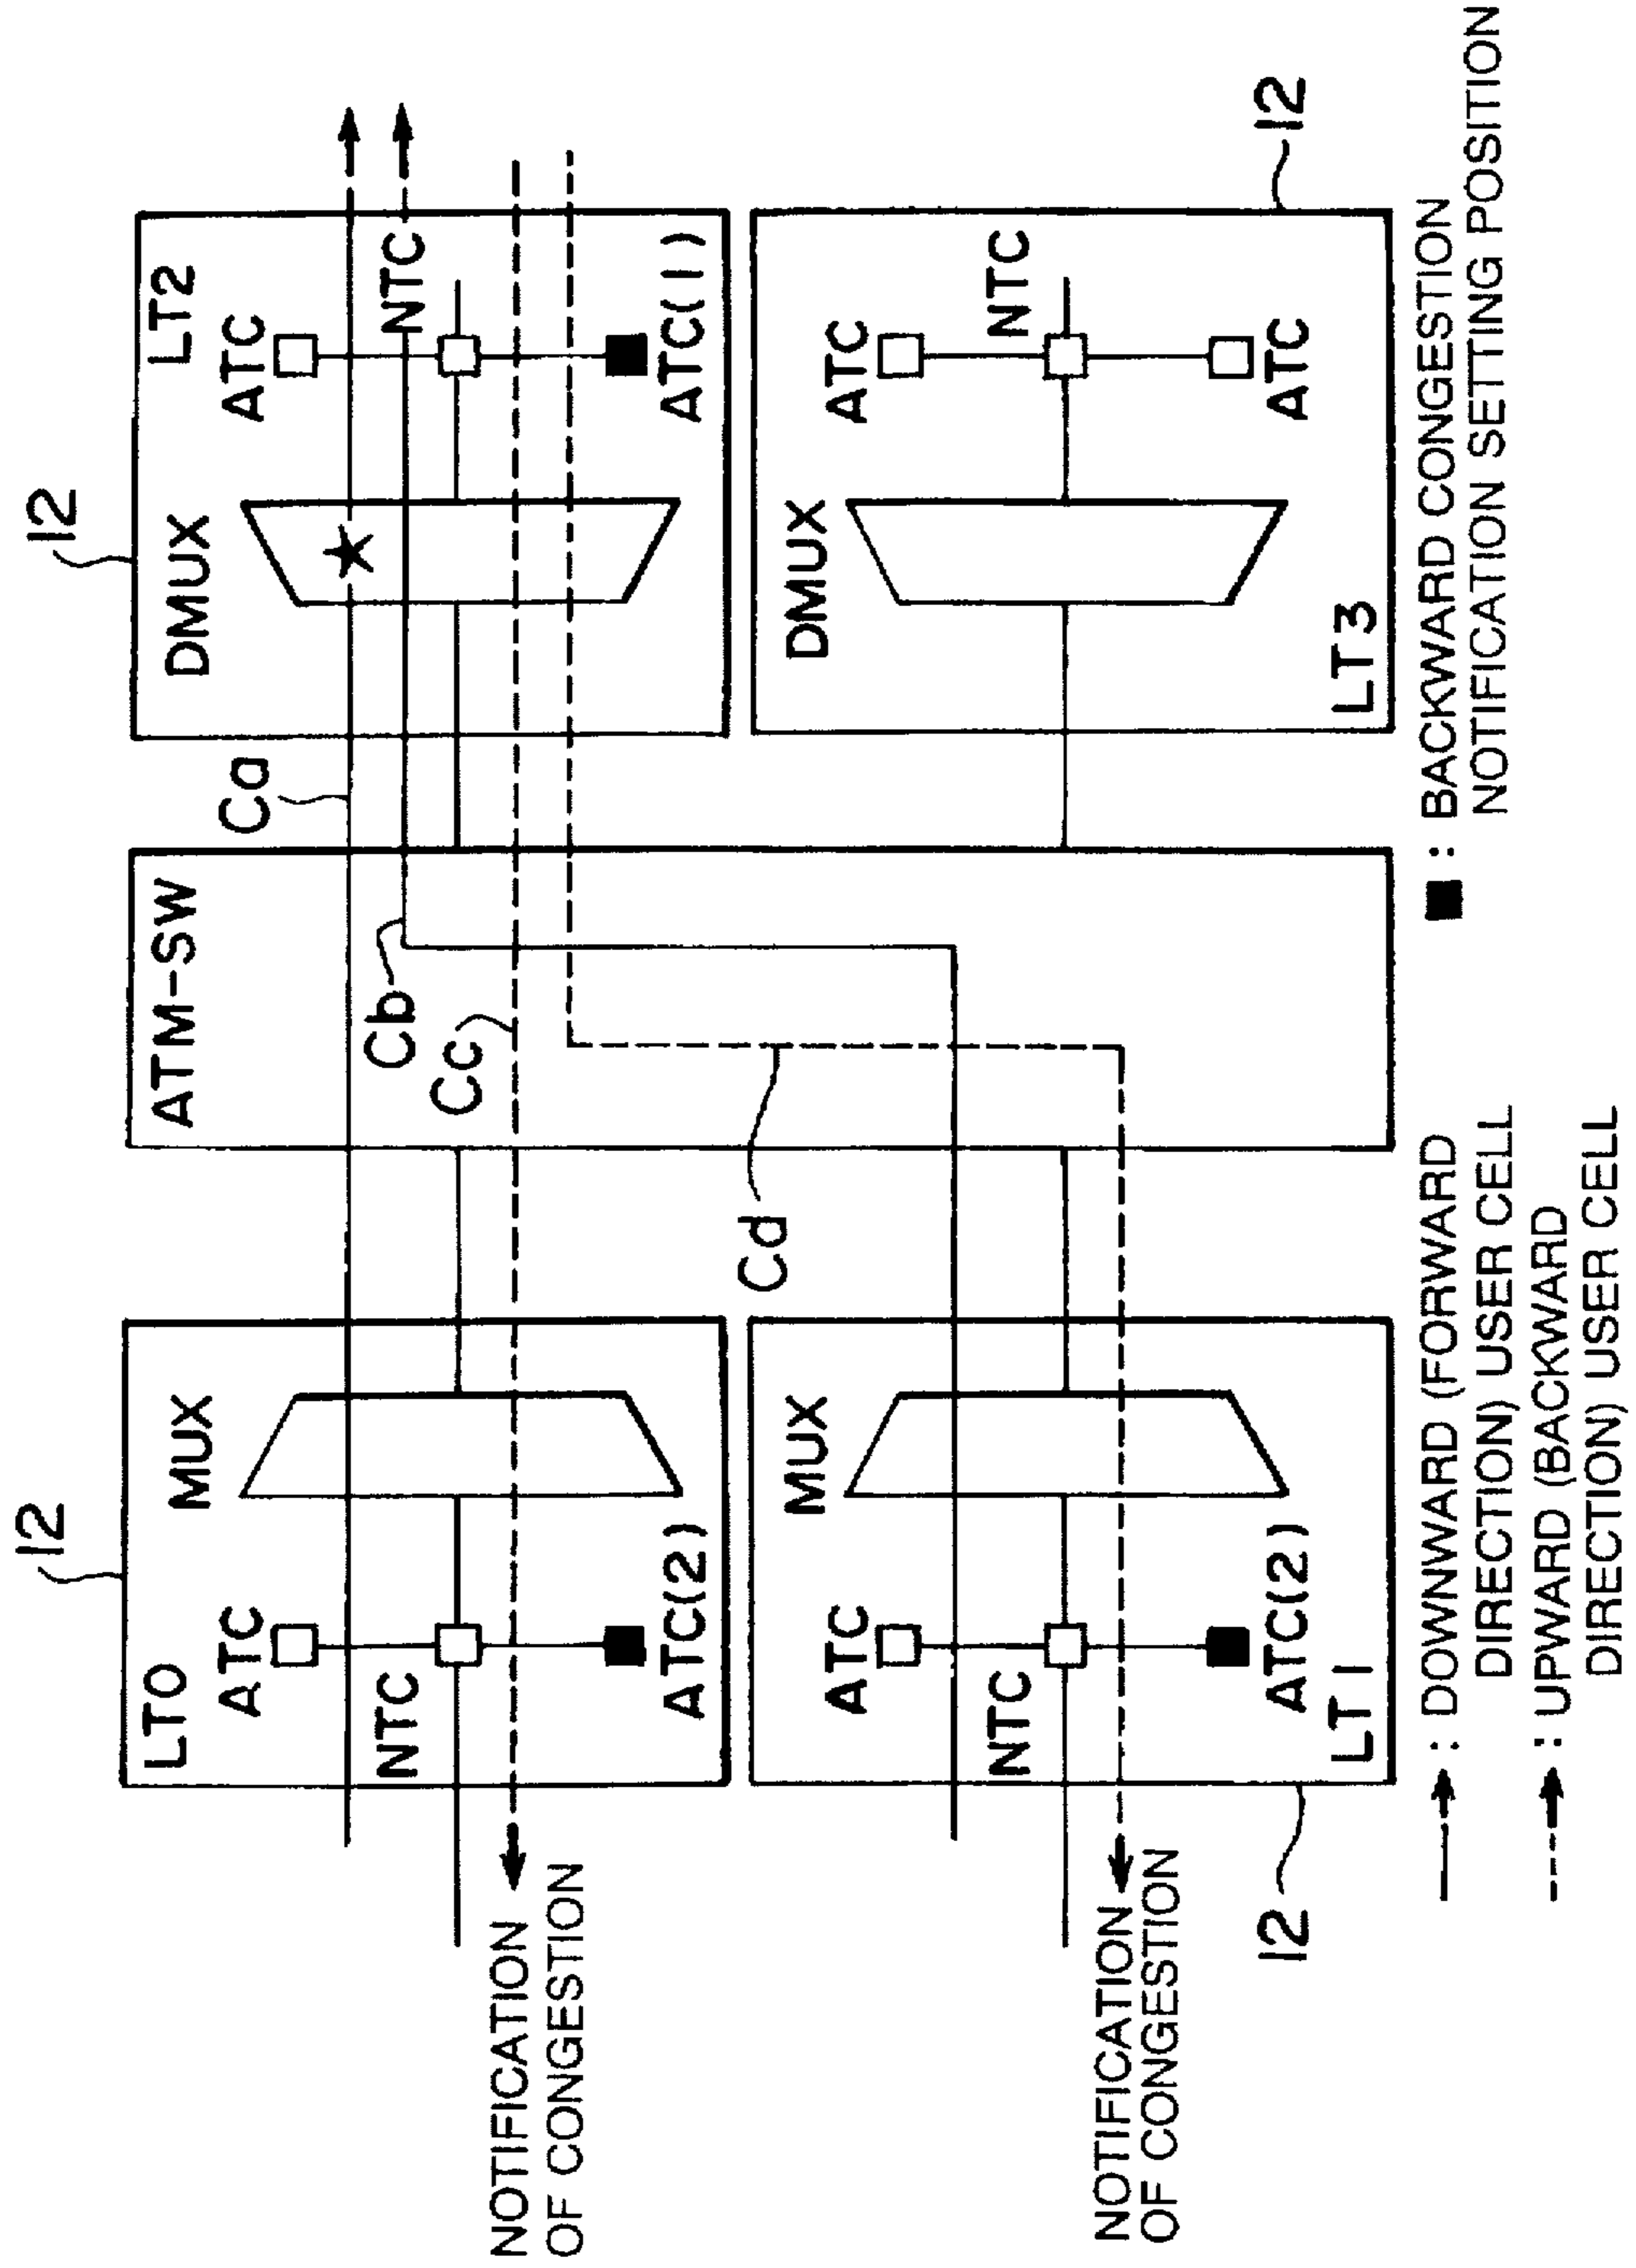 12
LT0
ATC
MUX
NTC
ATC(2)
NOTIFICATION
OF CONGESTION
ATM-SW
Ca
Cb
Cc
Cd
12
DMUX
LT2
ATC
NTC
ATC(1)
MUX
ATC
NTC
ATC(2)
LT1
12
NOTIFICATION
OF CONGESTION
DMUX
ATC
NTC
ATC
LT3
12
: DOWNWARD (FORWARD
DIRECTION) USER CELL
: UPWARD (BACKWARD
DIRECTION) USER CELL
■ : BACKWARD CONGESTION
NOTIFICATION SETTING POSITION